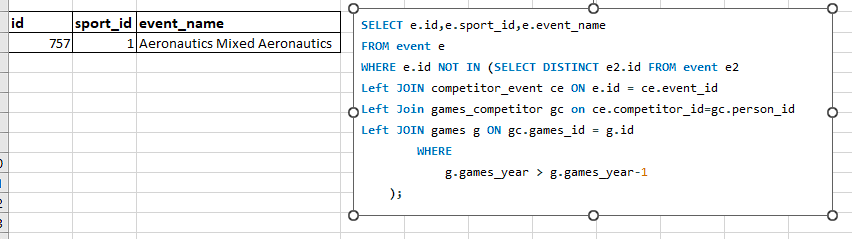 id sport_id event_name
757 1 Aeronautics Mixed Aeronautics
SELECT e.id,e.sport_id,e.event_name
FROM event e
WHERE e.id NOT IN (SELECT DISTINCT e2.id FROM event e2
Left JOIN competitor_event ce ON e.id = ce.event_id
Left Join games_competitor gc on ce.competitor_id=gc.person_id
Left JOIN games g ON gc.games_id = g.id
WHERE
g.games_year > g.games_year-1
);